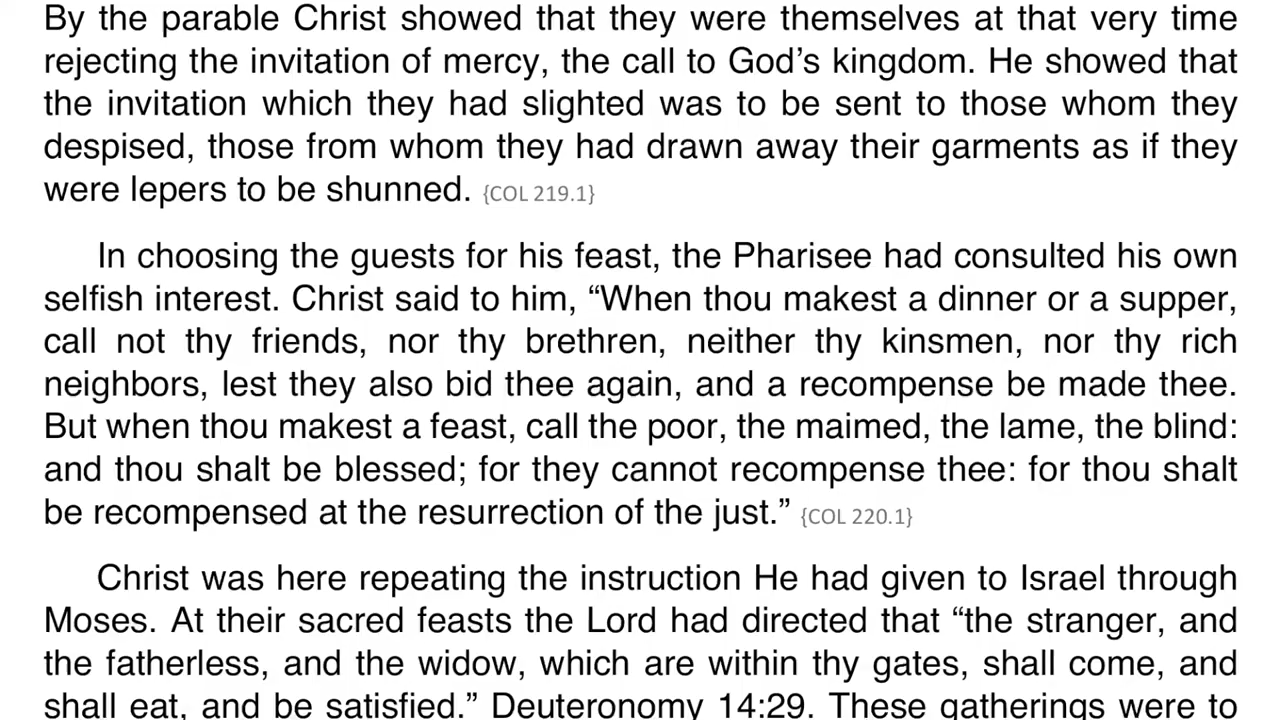 By the parable Christ showed that they were themselves at that very time
rejecting the invitation of mercy, the call to God’s kingdom. He showed that
the invitation which they had slighted was to be sent to those whom they
despised, those from whom they had drawn away their garments as if they
were lepers to be shunned. {COL 219.1}
In choosing the guests for his feast, the Pharisee had consulted his own
selfish interest. Christ said to him, “When thou makest a dinner or a supper,
call not thy friends, nor thy brethren, neither thy kinsmen, nor thy rich
neighbors, lest they also bid thee again, and a recompense be made thee.
But when thou makest a feast, call the poor, the maimed, the lame, the blind:
and thou shalt be blessed; for they cannot recompense thee: for thou shalt
be recompensed at the resurrection of the just.” {COL 220.1}
Christ was here repeating the instruction He had given to Israel through
Moses. At their sacred feasts the Lord had directed that “the stranger, and
the fatherless, and the widow, which are within thy gates, shall come, and
shall eat, and be satisfied.” Deuteronomy 14:29. These gatherings were to